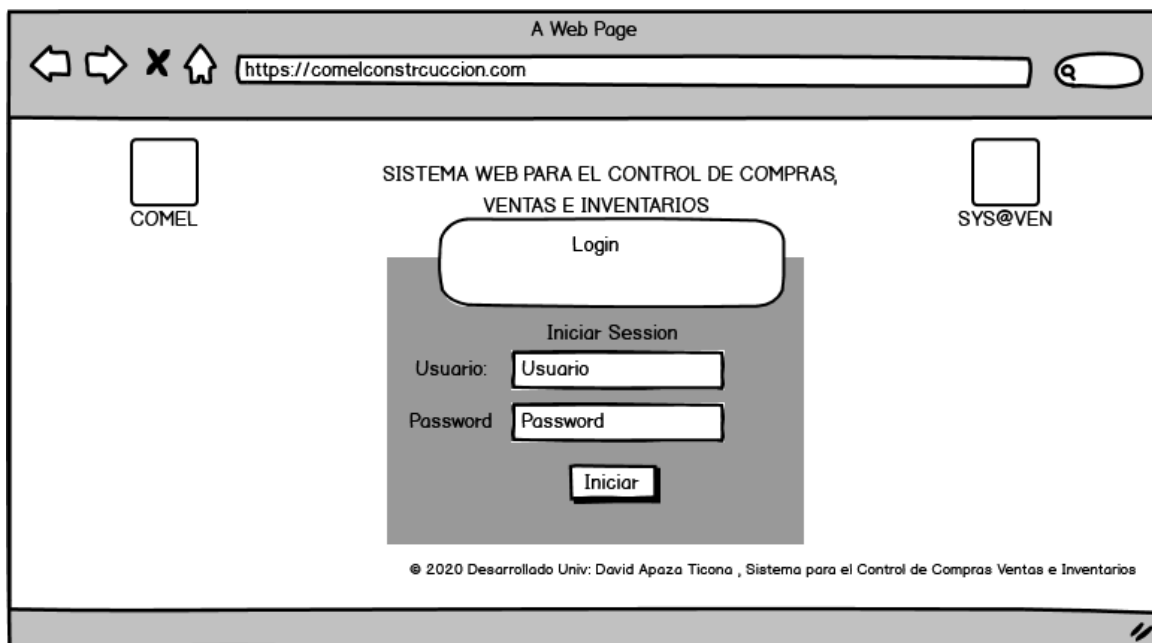 A Web Page
https://comelconstrcuccion.com
SISTEMA WEB PARA EL CONTROL DE COMPRAS,
VENTAS E INVENTARIOS
COMEL
SYS@VEN
Login
Iniciar Session
Usuario: Usuario
Password Password
Iniciar
© 2020 Desarrollado Univ: David Apaza Ticona , Sistema para el Control de Compras Ventas e Inventarios